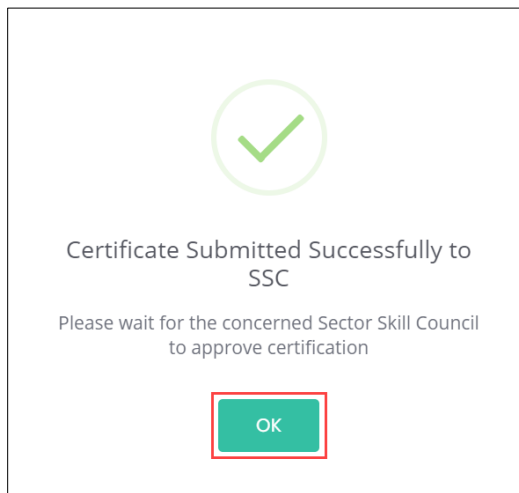 Certificate Submitted Successfully to
SSC
Please wait for the concerned Sector Skill Council
to approve certification
OK